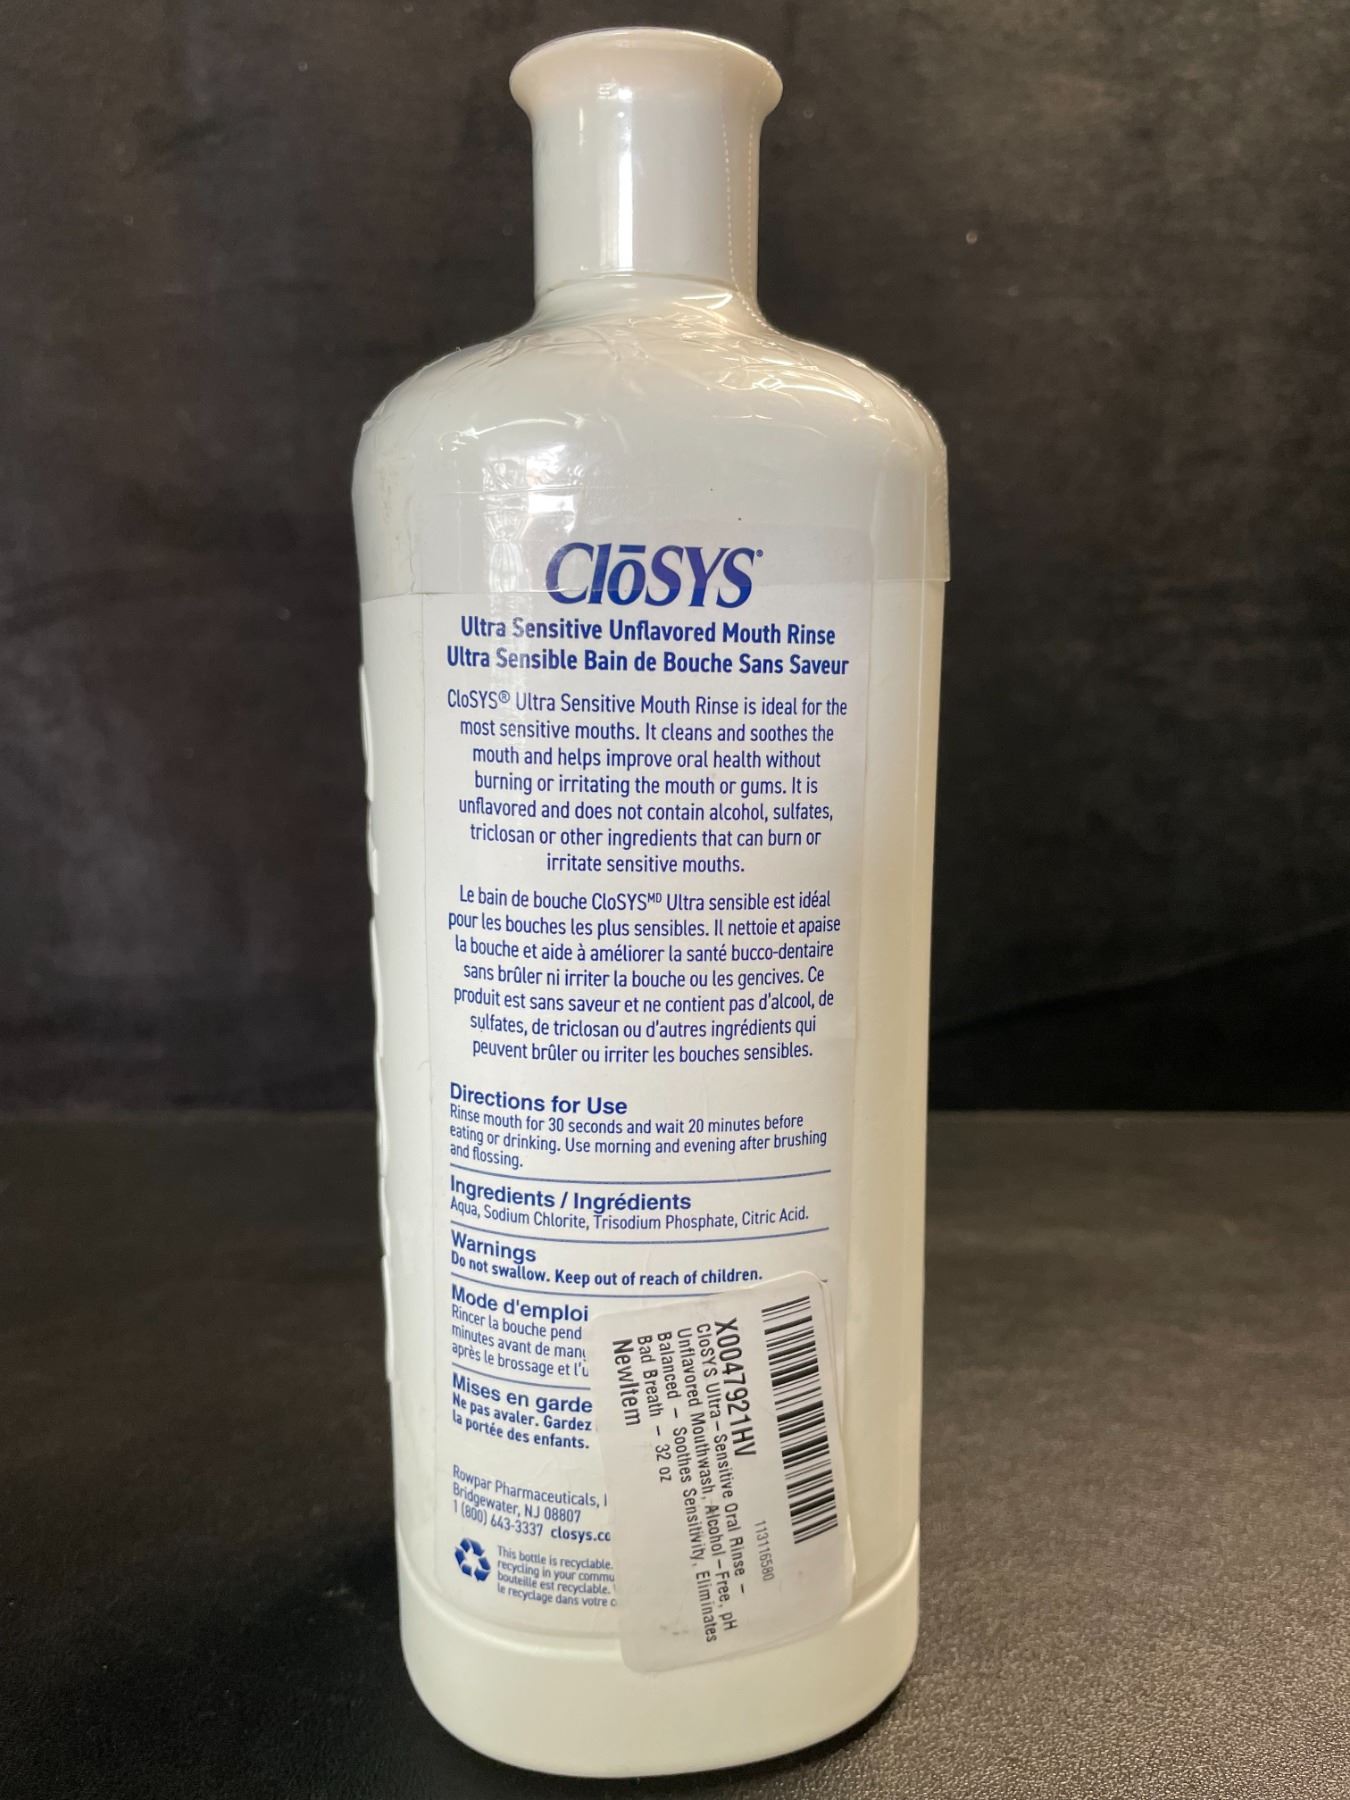 ClōSYS®
Ultra Sensitive Unflavored Mouth Rinse
Ultra Sensible Bain de Bouche Sans Saveur
CloSYS® Ultra Sensitive Mouth Rinse is ideal for the
most sensitive mouths. It cleans and soothes the
mouth and helps improve oral health without
burning or irritating the mouth or gums. It is
unflavored and does not contain alcohol, sulfates,
triclosan or other ingredients that can burn or
irritate sensitive mouths.
Le bain de bouche CloSYSᴹᴰ Ultra sensible est idéal
pour les bouches les plus sensibles. Il nettoie et apaise
la bouche et aide à améliorer la santé bucco-dentaire
sans brûler ni irriter la bouche ou les gencives. Ce
produit est sans saveur et ne contient pas d'alcool, de
sulfates, de triclosan ou d'autres ingrédients qui
peuvent brûler ou irriter les bouches sensibles.
Directions for Use
Rinse mouth for 30 seconds and wait 20 minutes before
eating or drinking. Use morning and evening after brushing
and flossing.
Ingredients / Ingrédients
Aqua, Sodium Chlorite, Trisodium Phosphate, Citric Acid.
Warnings
Do not swallow. Keep out of reach of children.
Mode d'emploi
Rincer la bouche pend
minutes avant de
après le brossage et
Mises en garde
Ne pas avaler. Gardez
la portée des enfants.
Rowpar Pharmaceuticals,
Bridgewater, NJ 08807
1 (800) 643-3337 closys.cc
This bottle is recyclable.
recycling in your commu
bouteille est recyclable.
le recyclage dans votre c
113116580
X0047921HV
CloSYS Ultra – Sensitive Oral Rinse –
Unflavored Mouthwash, Alcohol – Free, pH
Balanced – Soothes Sensitivity, Eliminates
Bad Breath – 32 oz
NewItem